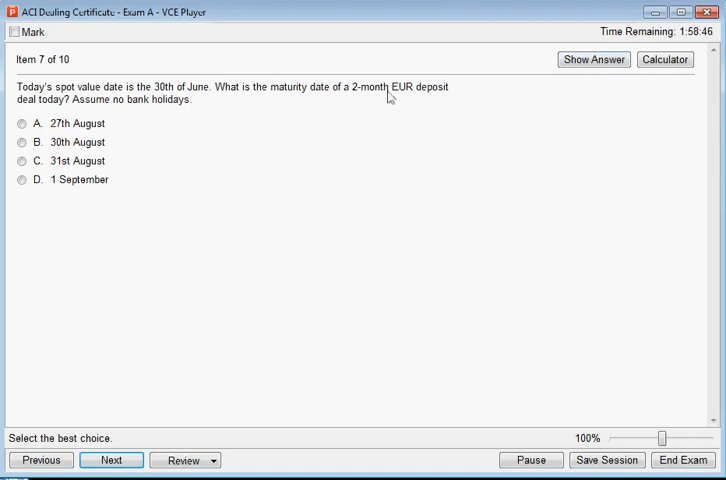 ACI Dealing Certificate - Exam A - VCE Player
Mark
Time Remaining: 1:58:46
Item 7 of 10
Show Answer
Calculator
Today's spot value date is the 30th of June. What is the maturity date of a 2-month EUR deposit
deal today? Assume no bank holidays.
A. 27th August
B. 30th August
C. 31st August
D. 1 September
Select the best choice.
100%
Previous
Next
Review
Pause
Save Session
End Exam